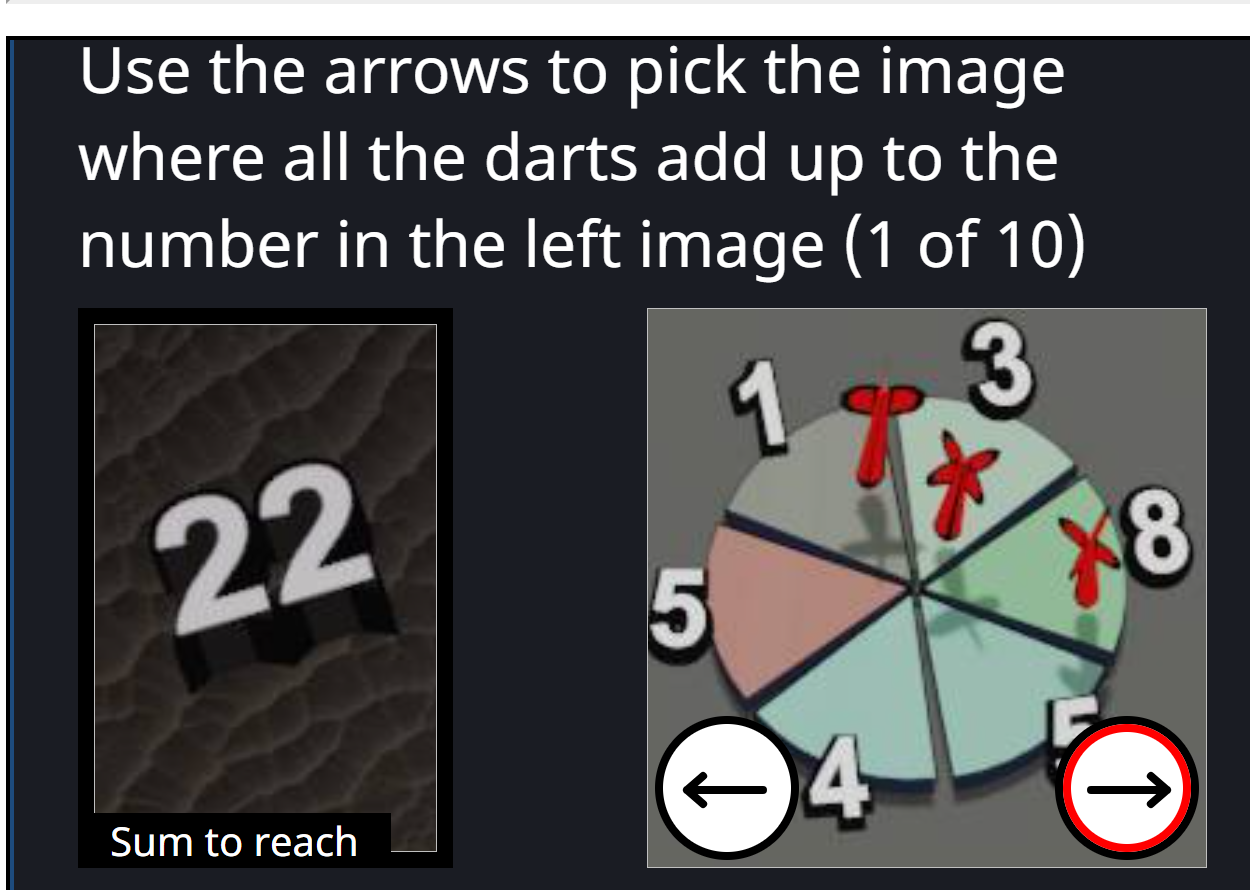 Use the arrows to pick the image
where all the darts add up to the
number in the left image (1 of 10)
22
Sum to reach
1
3
8
5
4
5